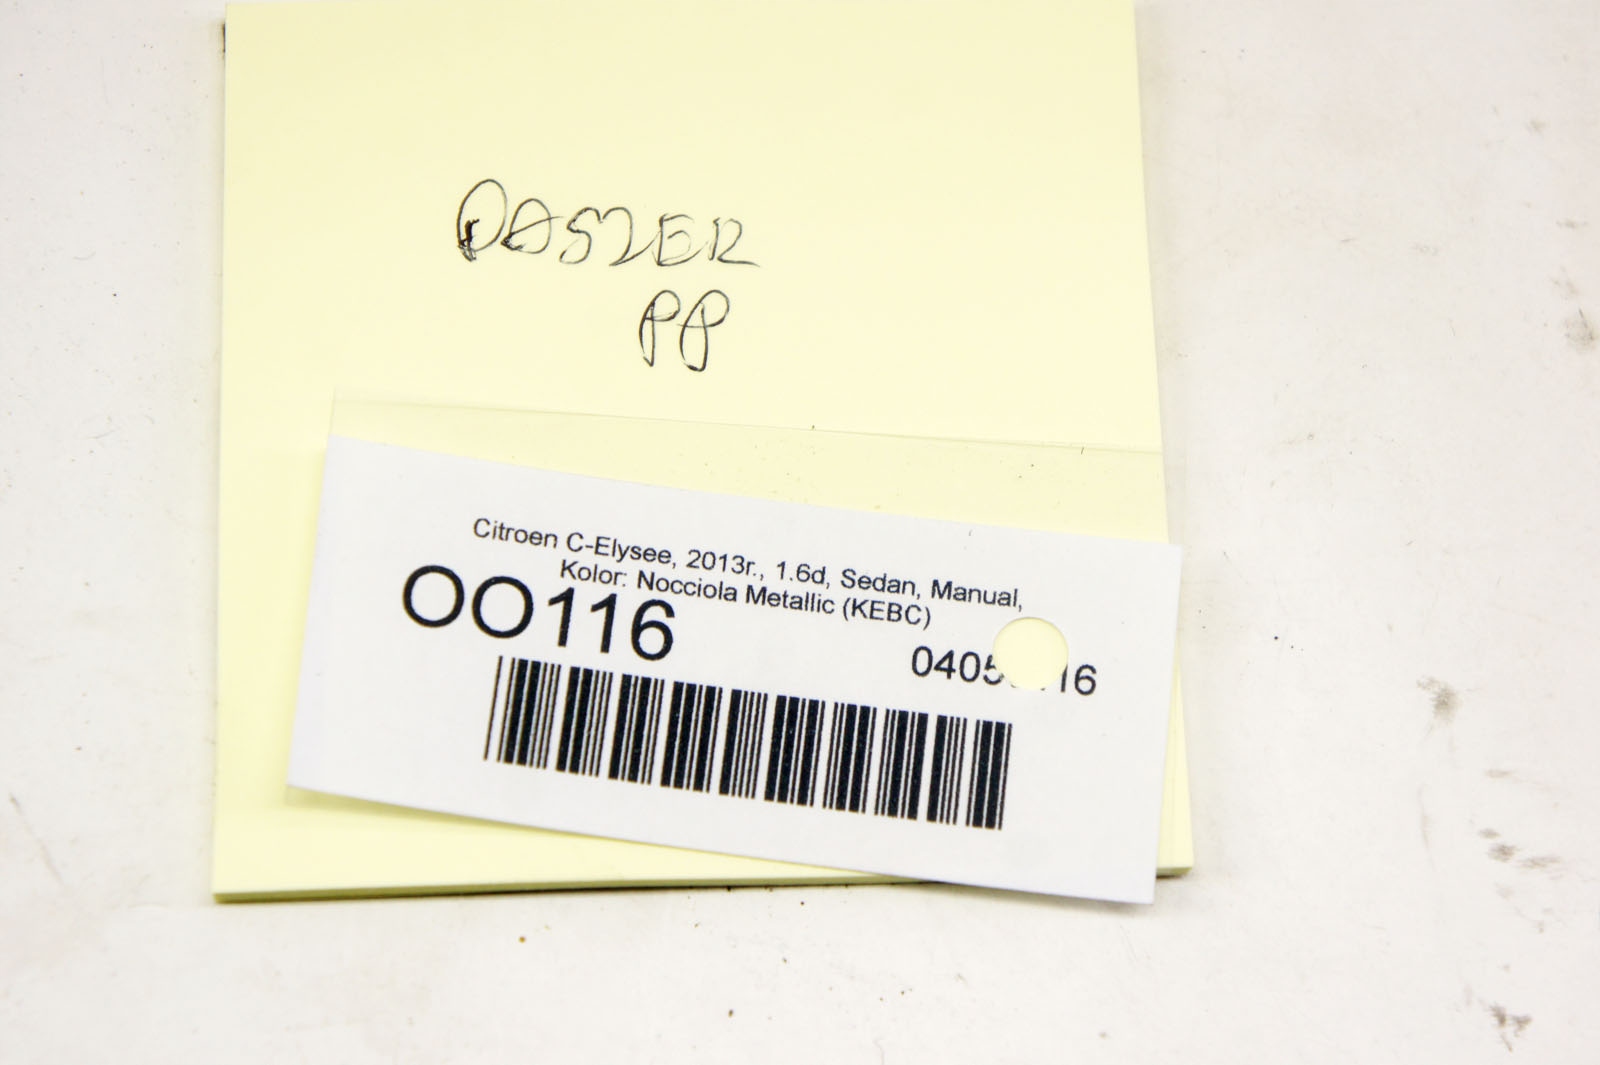 PASZER
PP
Citroen C-Elysee, 2013r., 1.6d, Sedan, Manual,
Kolor: Nocciola Metallic (KEBC)
OO116